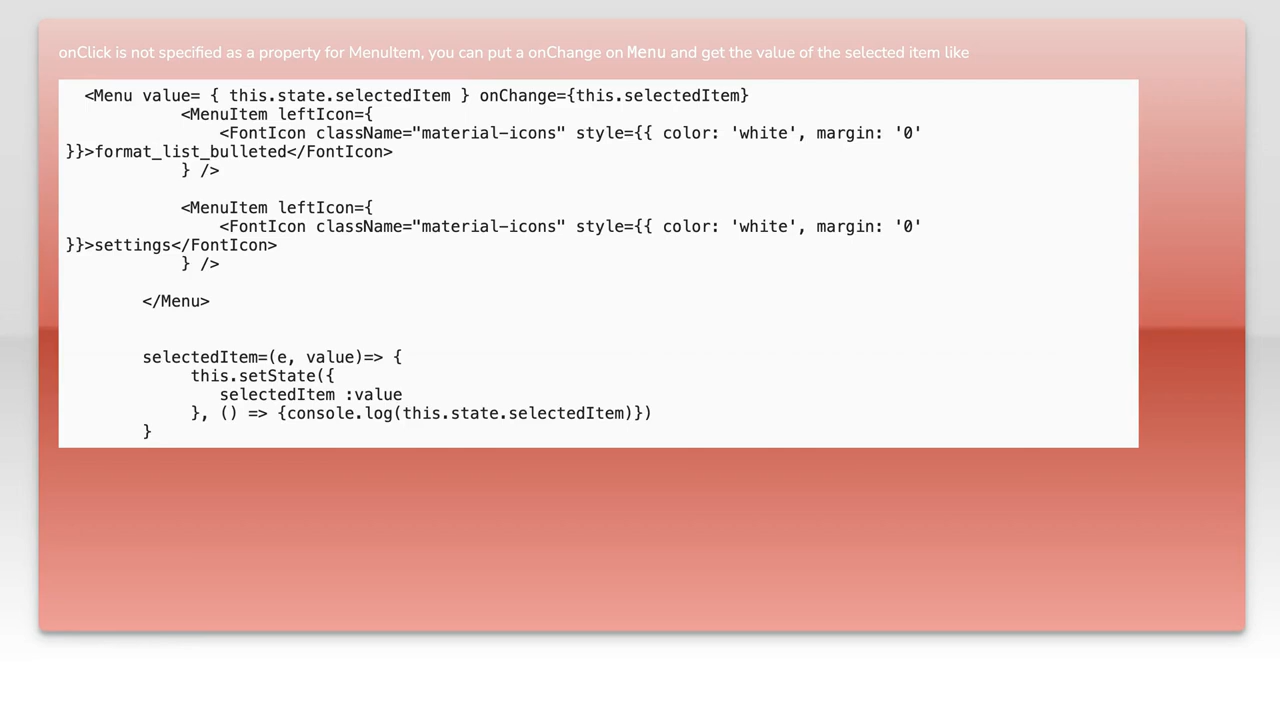 onClick is not specified as a property for MenuItem, you can put a onChange on Menu and get the value of the selected item like
<Menu value= { this.state.selectedItem } onChange={this.selectedItem}
<MenuItem leftIcon={
<FontIcon className="material-icons" style={{ color: 'white', margin: '0'
}}>format_list_bulleted</FontIcon>
} />
<MenuItem leftIcon={
<FontIcon className="material-icons" style={{ color: 'white', margin: '0'
}}>settings</FontIcon>
} />
</Menu>
selectedItem=(e, value)=> {
this.setState({
selectedItem :value
}, () => {console.log(this.state.selectedItem)})
}